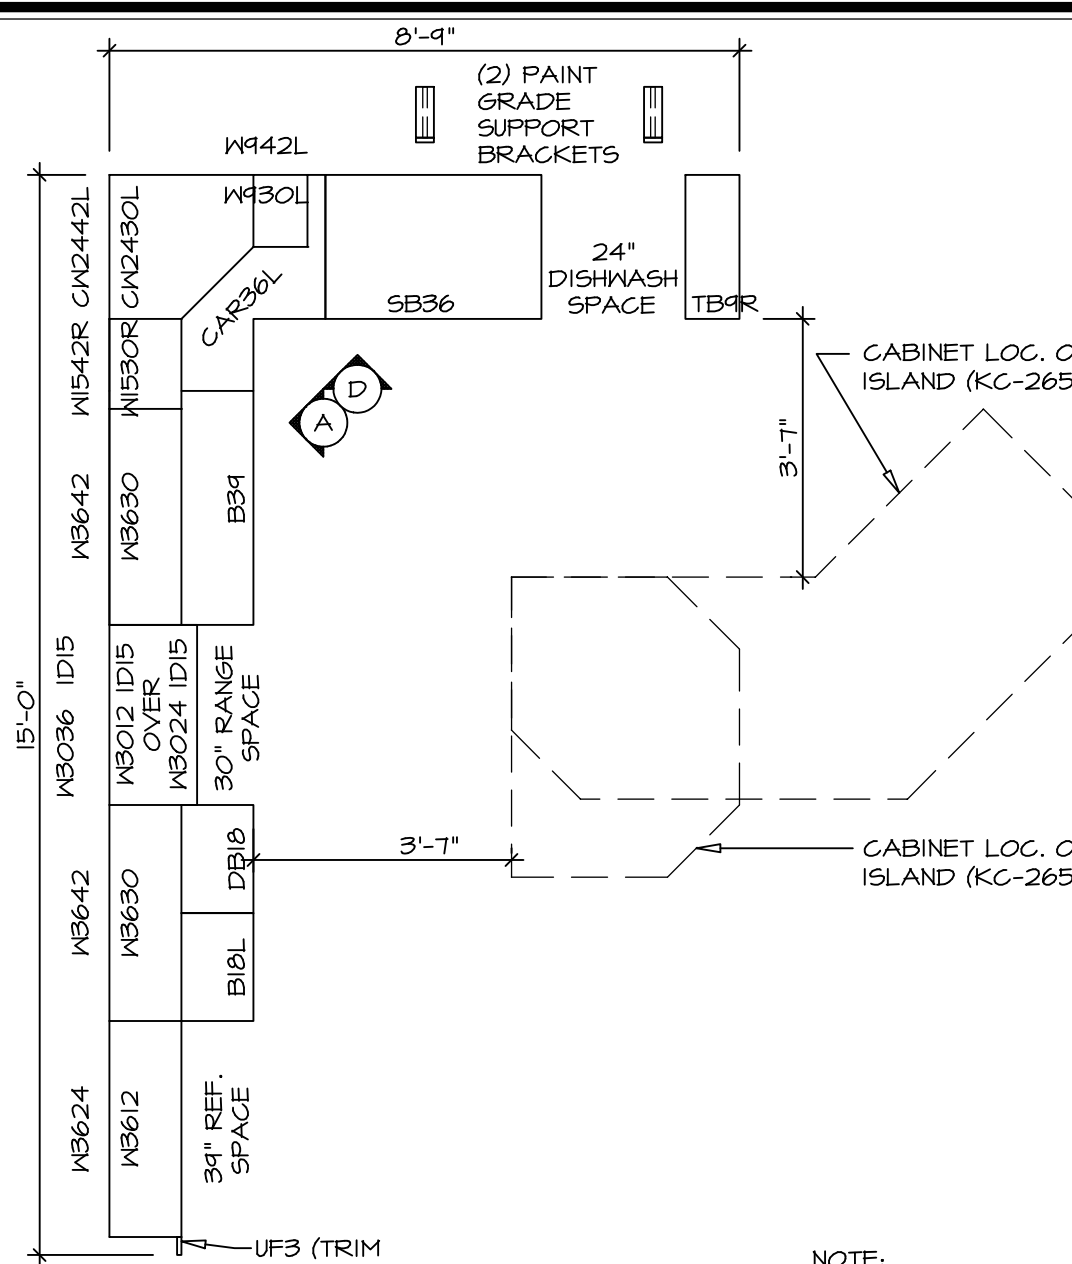 8'-9"
(2) PAINT
GRADE
SUPPORT
BRACKETS
W942L
W930L
CW2442L
CW2430L
CAR36L
SB36
24"
DISHWASH
SPACE
TB9R
W1542R
W1530R
CABINET LOC. O
ISLAND (KC-265
D
A
3'-7"
W3642
W3630
B39
15'-0"
W3036 1D15
W3012 1D15
OVER
W3024 1D15
30" RANGE
SPACE
3'-7"
DB18
CABINET LOC. O
ISLAND (KC-265
W3642
W3630
B18L
W3624
W3612
39" REF.
SPACE
UF3 (TRIM
NOTE: